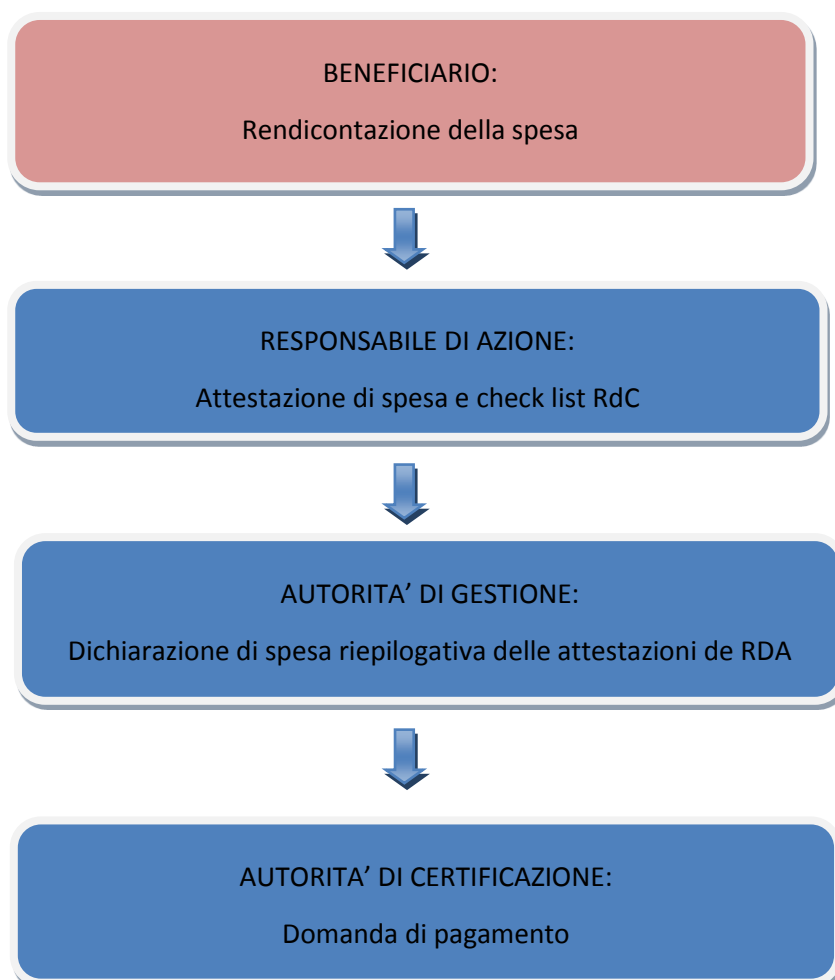 BENEFICIARIO:
Rendicontazione della spesa
RESPONSABILE DI AZIONE:
Attestazione di spesa e check list RdC
AUTORITA’ DI GESTIONE:
Dichiarazione di spesa riepilogativa delle attestazioni de RDA
AUTORITA’ DI CERTIFICAZIONE:
Domanda di pagamento